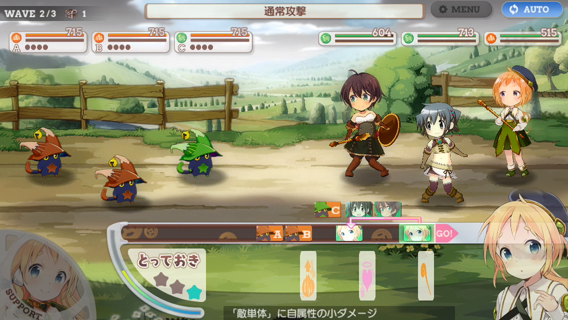 WAVE 2/3 1
通常攻撃
MENU
AUTO
715
A
715
B
715
C
604
713
515
C
A
B
GO!
とっておき
SUPPORT
「敵単体」に自属性の小ダメージ